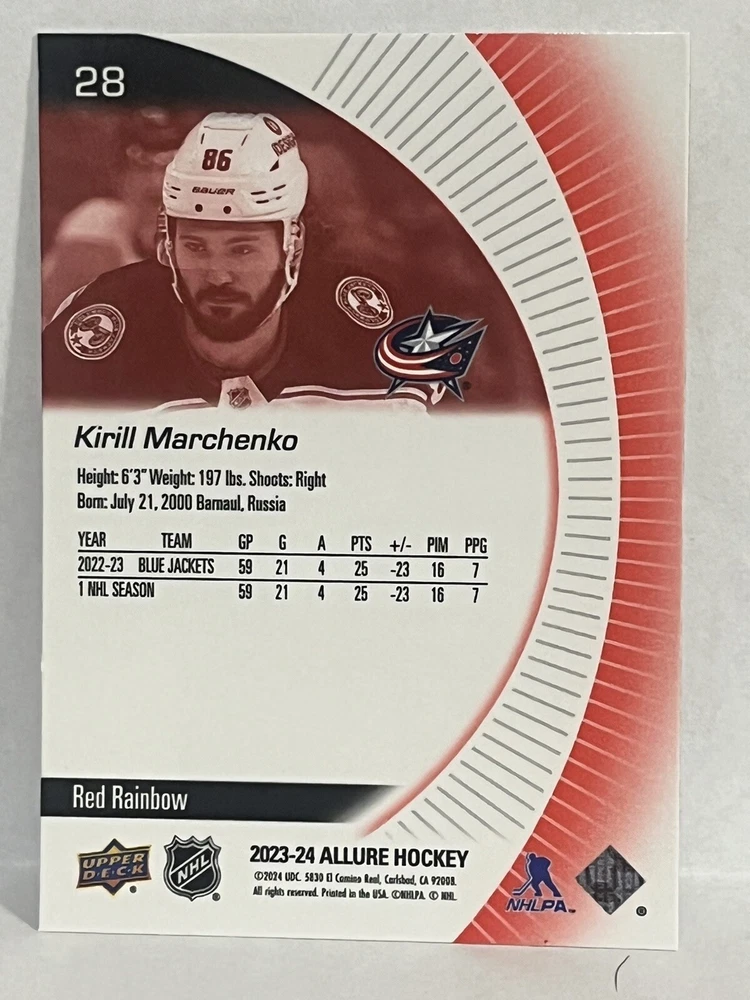 28
86
BAUER
Kirill Marchenko
Height: 6'3" Weight: 197 lbs. Shoots: Right
Born: July 21, 2000 Barnaul, Russia
YEAR TEAM GP G A PTS +/- PIM PPG
2022-23 BLUE JACKETS 59 21 4 25 -23 16 7
1 NHL SEASON 59 21 4 25 -23 16 7
Red Rainbow
UPPER DECK
NHL
2023-24 ALLURE HOCKEY
©2024 UDC. 5830 El Camino Real, Carlsbad, CA 92008.
All rights reserved. Printed in the USA. ©NHLPA. © NHL.
NHLPA